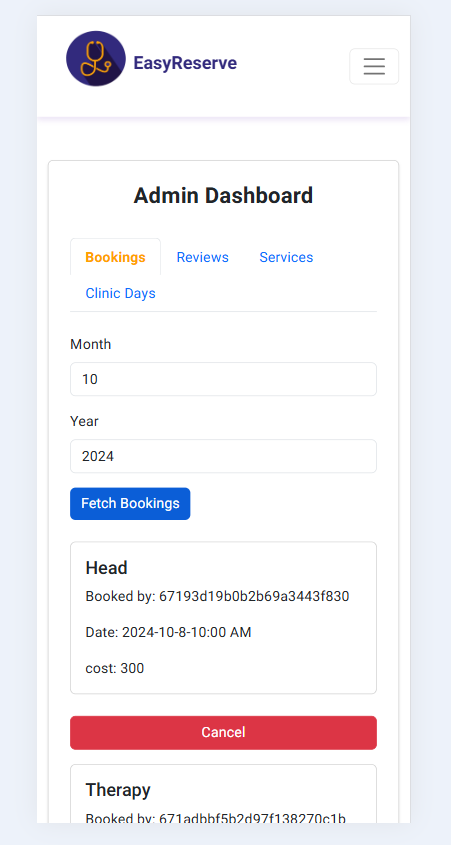 EasyReserve
Admin Dashboard
Bookings Reviews Services
Clinic Days
Month
10
Year
2024
Fetch Bookings
Head
Booked by: 67193d19b0b2b69a3443f830
Date: 2024-10-8-10:00 AM
cost: 300
Cancel
Therapy
Booked by: 671adbbf5b2d97f138270c1b